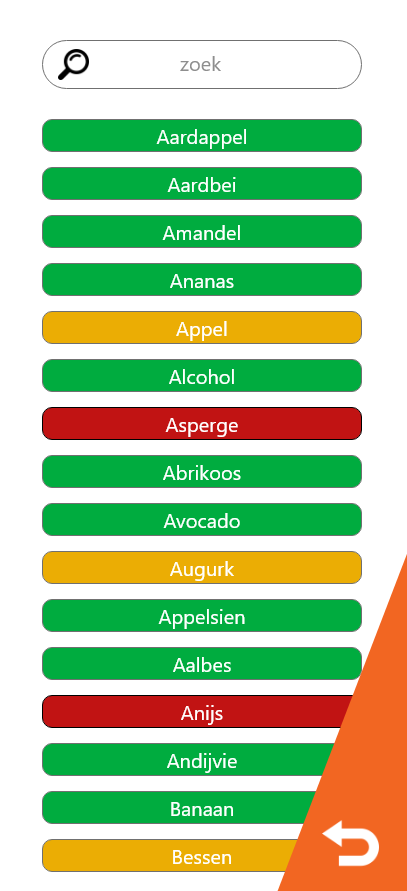 zoek
Aardappel
Aardbei
Amandel
Ananas
Appel
Alcohol
Asperge
Abrikoos
Avocado
Augurk
Appelsien
Aalbes
Anijs
Andijvie
Banaan
Bessen